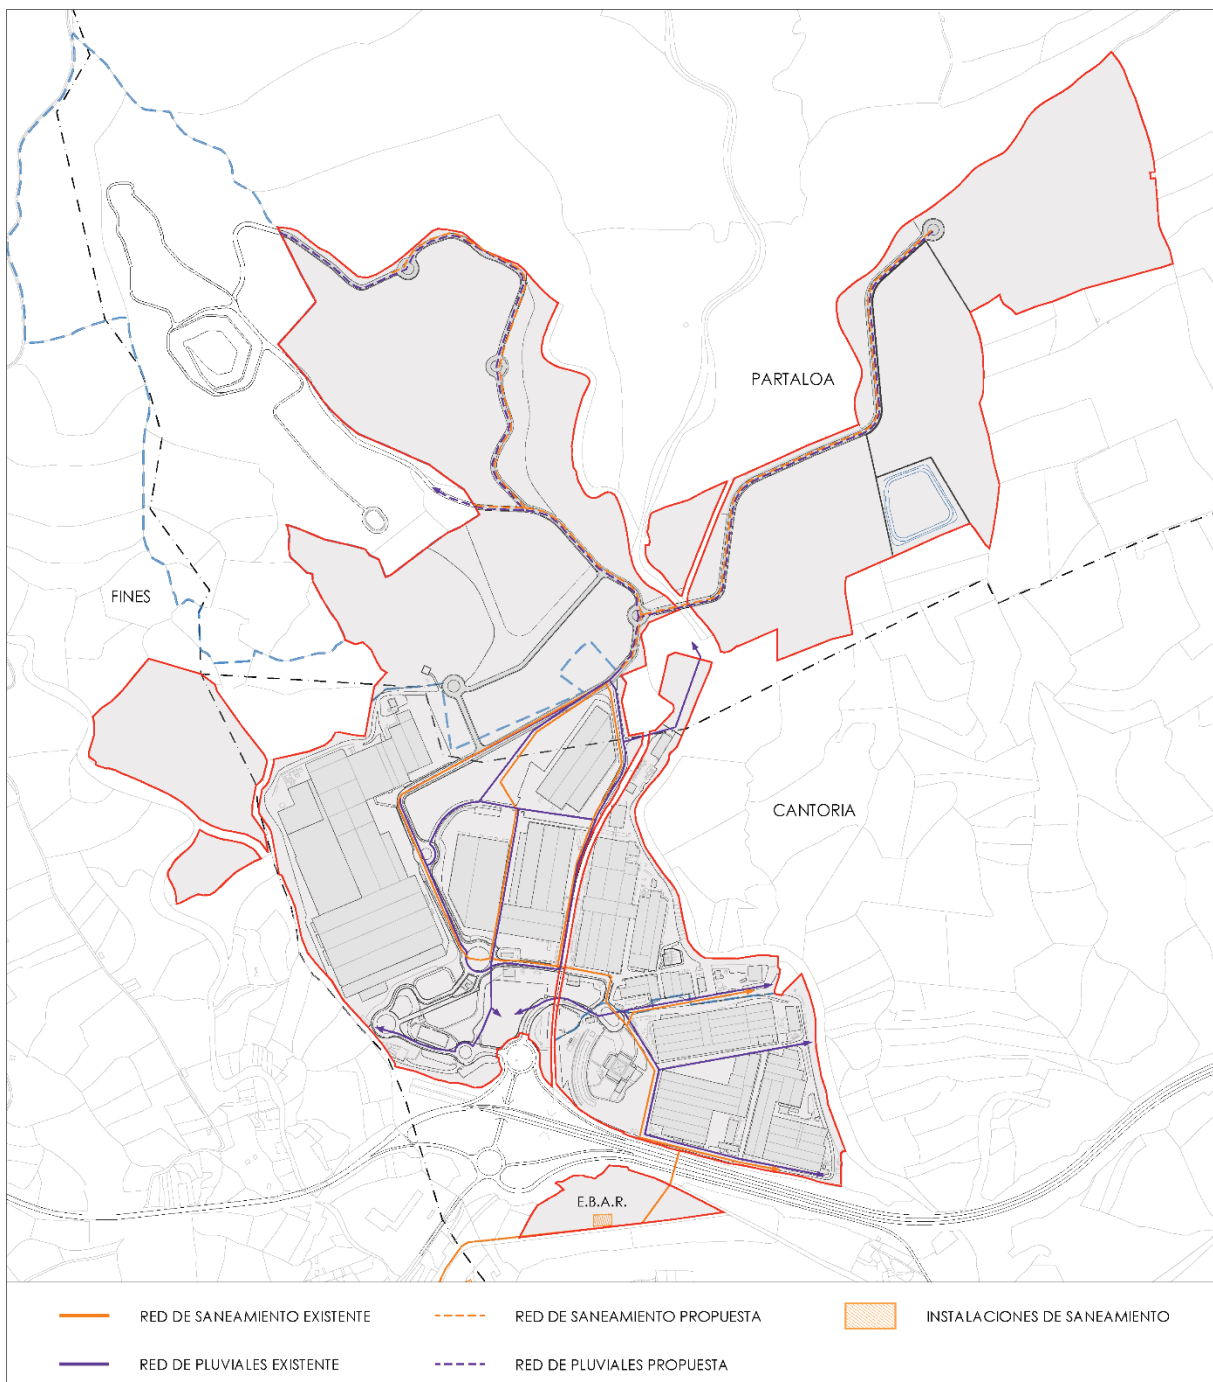 PARTALOA
FINES
CANTORIA
E.B.A.R.
RED DE SANEAMIENTO EXISTENTE
RED DE SANEAMIENTO PROPUESTA
INSTALACIONES DE SANEAMIENTO
RED DE PLUVIALES EXISTENTE
RED DE PLUVIALES PROPUESTA